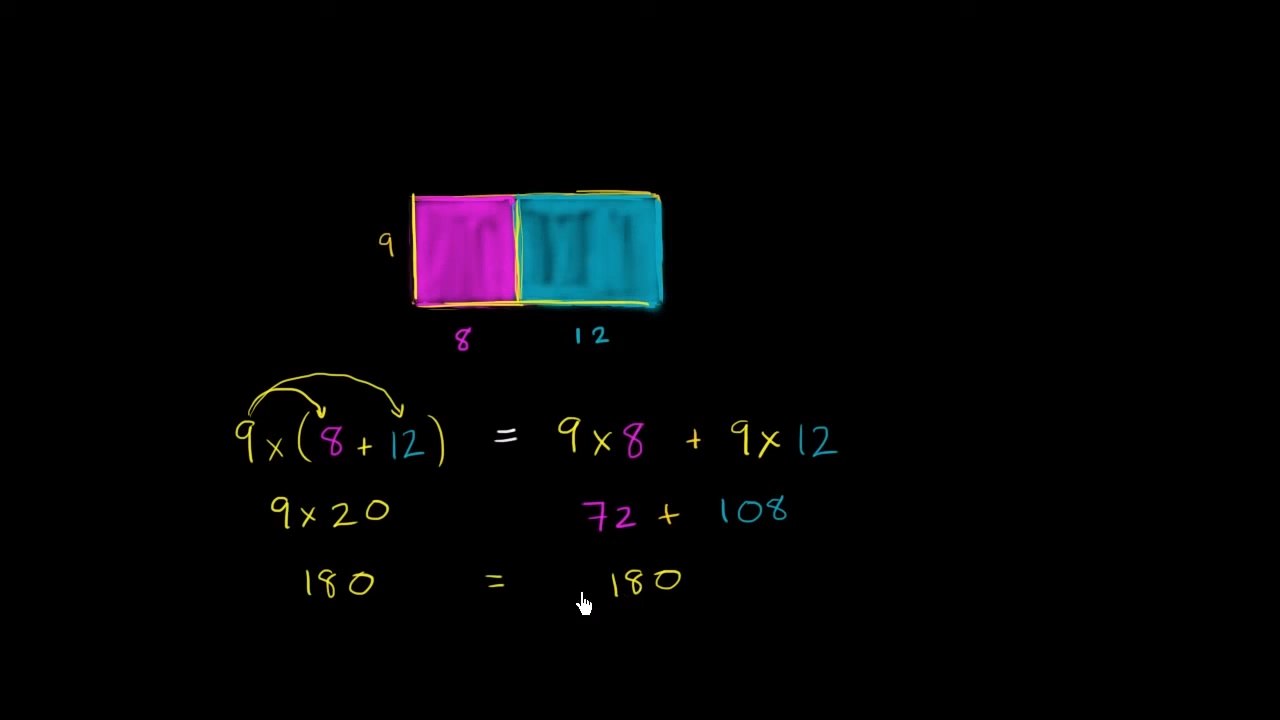 9
8 12
9 x (8 + 12) = 9 x 8 + 9 x 12
9 x 20 72 + 108
180 = 180